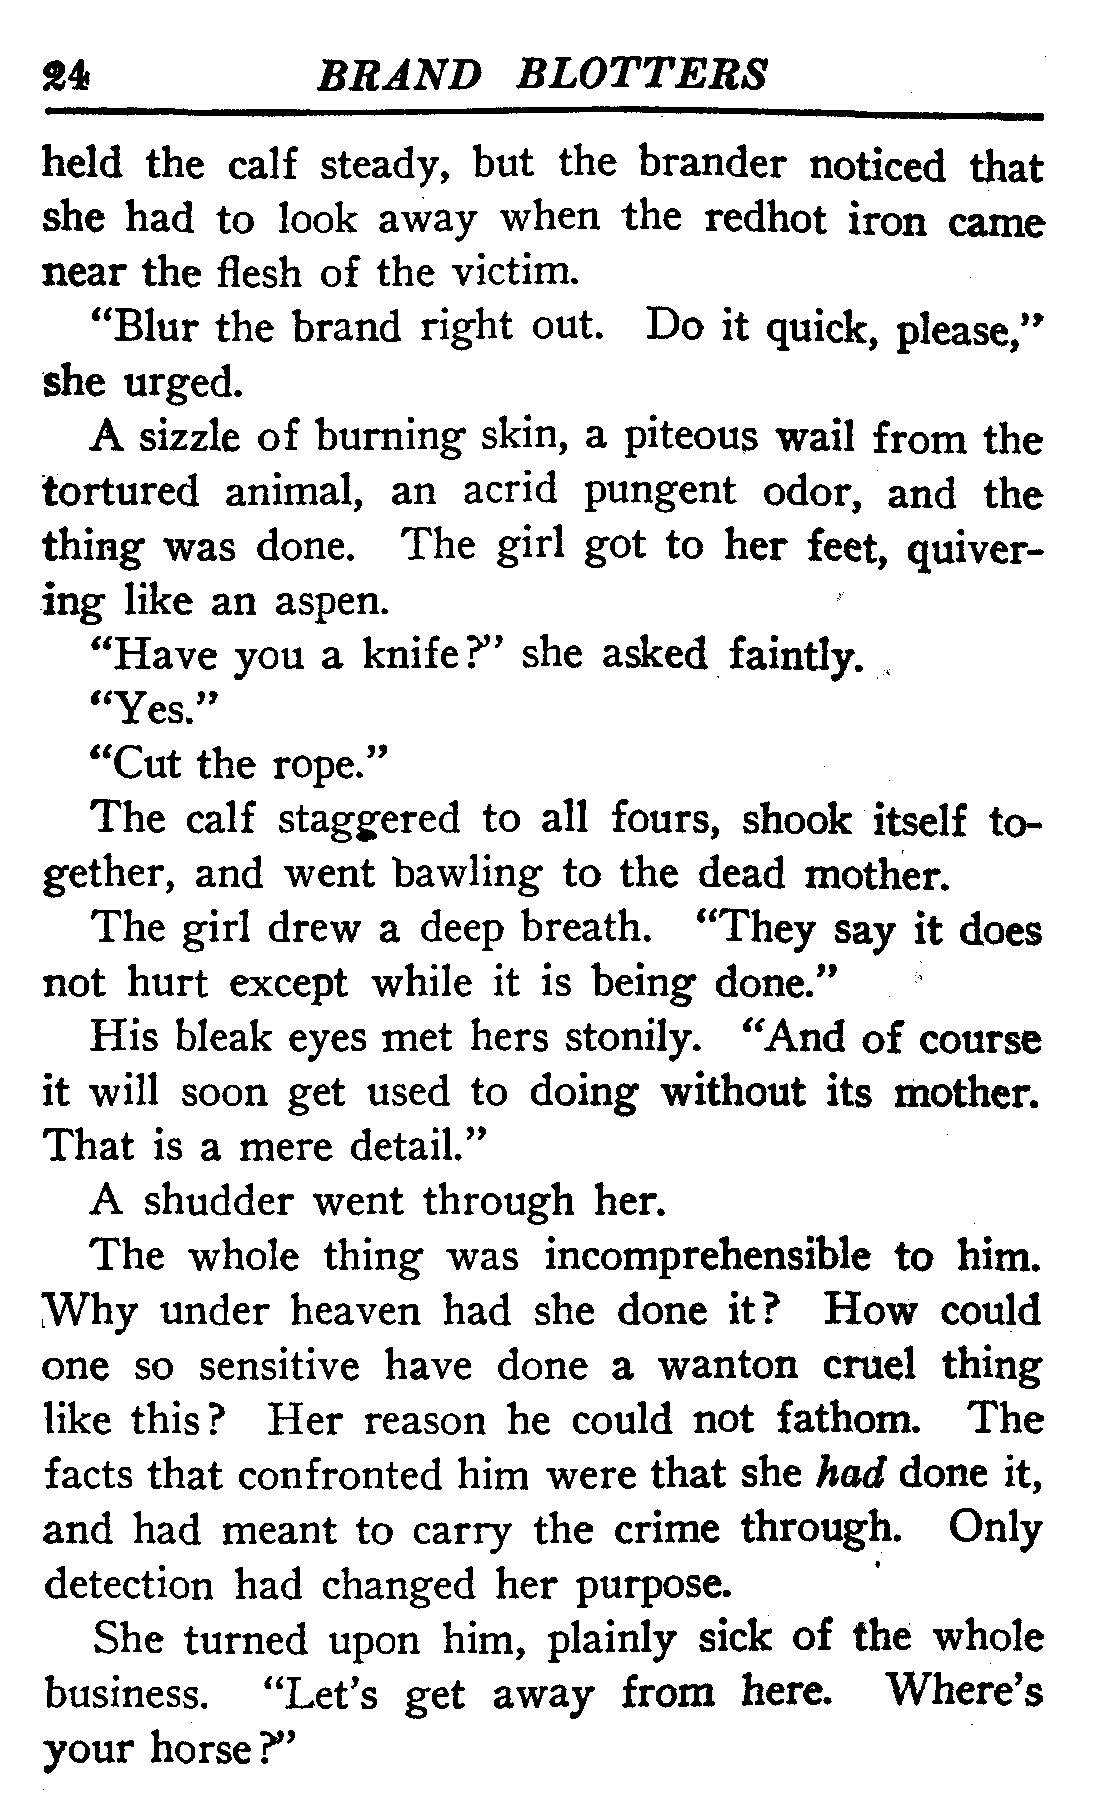 24 BRAND BLOTTERS
held the calf steady, but the brander noticed that
she had to look away when the redhot iron came
near the flesh of the victim.
“Blur the brand right out. Do it quick, please,”
she urged.
A sizzle of burning skin, a piteous wail from the
tortured animal, an acrid pungent odor, and the
thing was done. The girl got to her feet, quiver-
ing like an aspen.
“Have you a knife?” she asked faintly.
“Yes.”
“Cut the rope.”
The calf staggered to all fours, shook itself to-
gether, and went bawling to the dead mother.
The girl drew a deep breath. “They say it does
not hurt except while it is being done.”
His bleak eyes met hers stonily. “And of course
it will soon get used to doing without its mother.
That is a mere detail.”
A shudder went through her.
The whole thing was incomprehensible to him.
Why under heaven had she done it? How could
one so sensitive have done a wanton cruel thing
like this? Her reason he could not fathom. The
facts that confronted him were that she had done it,
and had meant to carry the crime through. Only
detection had changed her purpose.
She turned upon him, plainly sick of the whole
business. “Let’s get away from here. Where’s
your horse?”